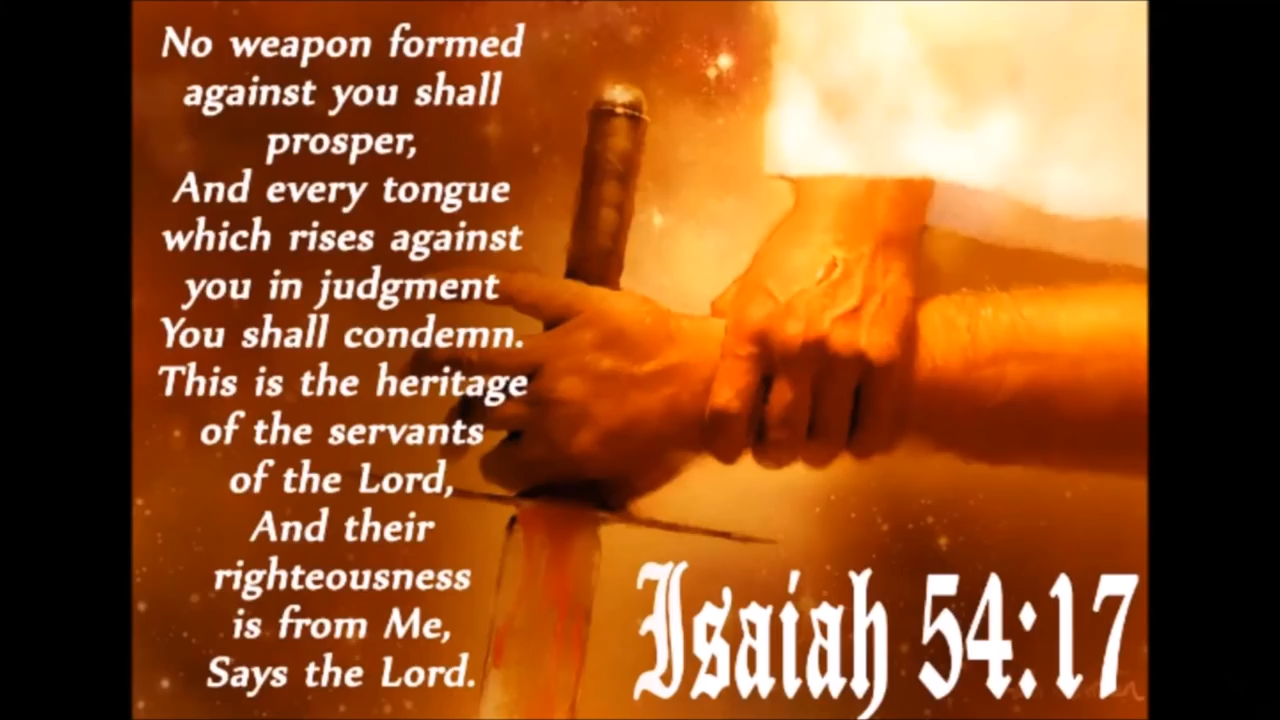 No weapon formed
against you shall
prosper,
And every tongue
which rises against
you in judgment
You shall condemn.
This is the heritage
of the servants
of the Lord,
And their
righteousness
is from Me,
Says the Lord.
Isaiah 54:17